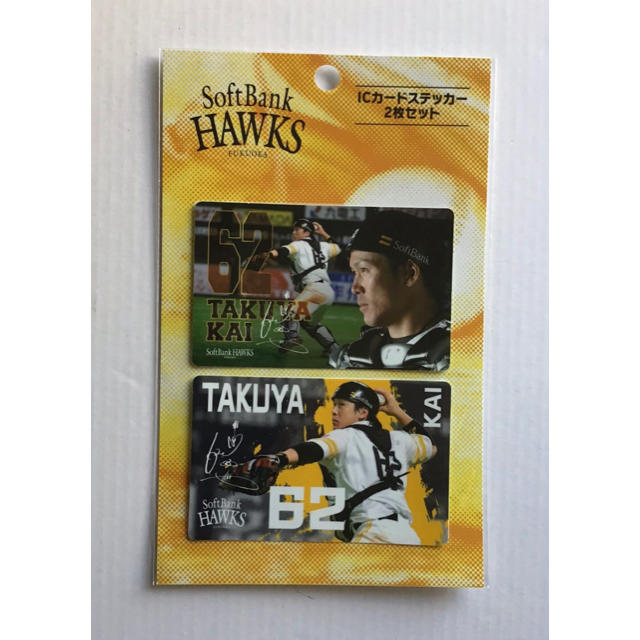 SoftBank
HAWKS
FUKUOKA
ICカードステッカー
2枚セット
62
SoftBank
TAKUYA
KAI
SoftBank HAWKS
TAKUYA
KAI
62
SoftBank
HAWKS
FUKUOKA